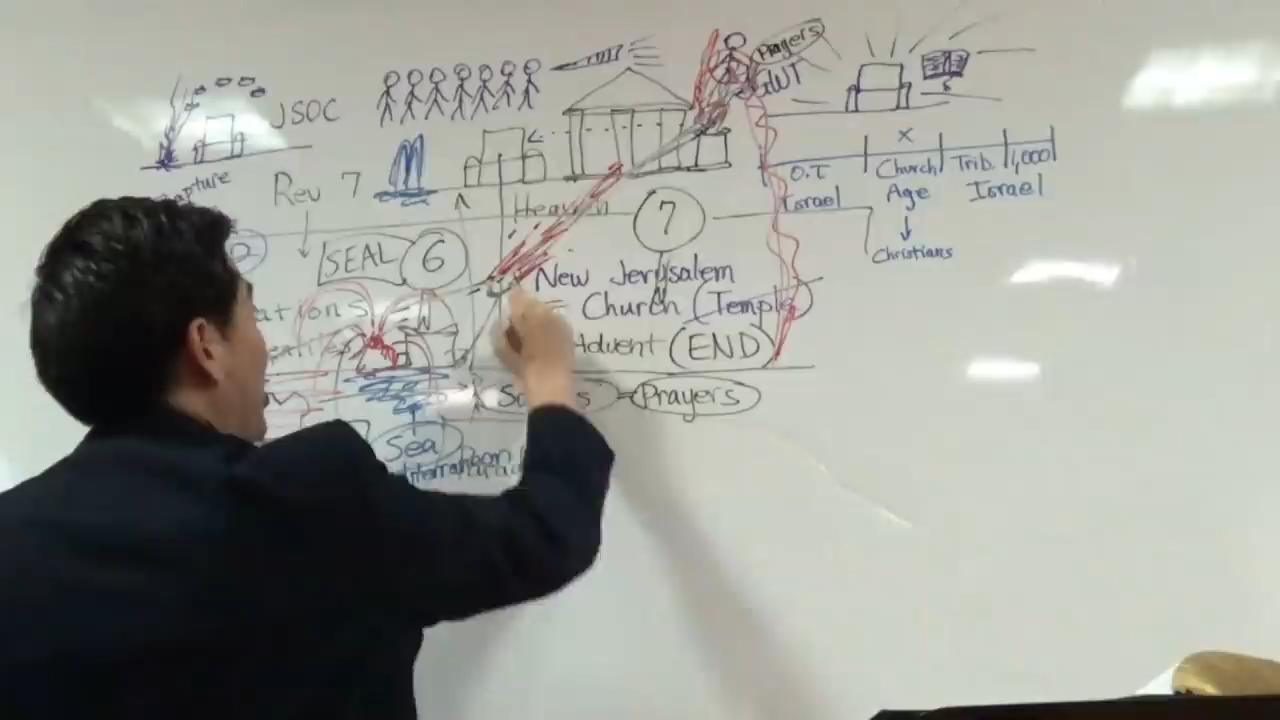 Prayers
GWT
JSOC
Rapture
Rev 7
X
O.T
Israel
Church
Age
Trib.
1,000
Israel
Christians
Heaven
7
2
SEAL 6
New Jerusalem
= Church (Temple)
Advent (END)
= Prayers
Sea